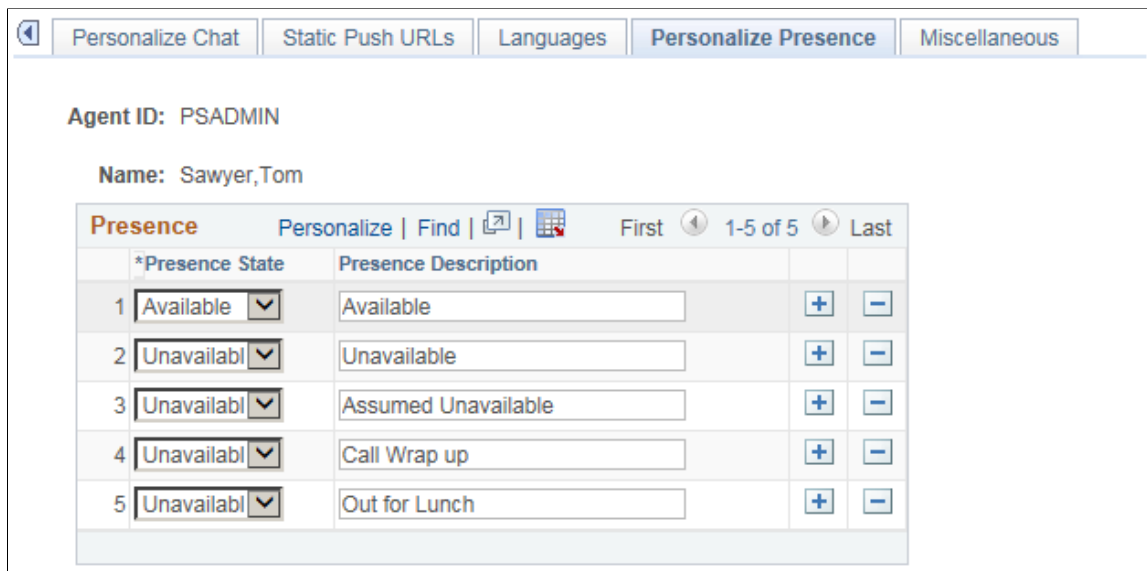 Personalize Chat Static Push URLs Languages Personalize Presence Miscellaneous
Agent ID: PSADMIN
Name: Sawyer,Tom
Presence Personalize | Find | | First 1-5 of 5 Last
*Presence State Presence Description
1 Available Available
2 Unavailabl Unavailable
3 Unavailabl Assumed Unavailable
4 Unavailabl Call Wrap up
5 Unavailabl Out for Lunch